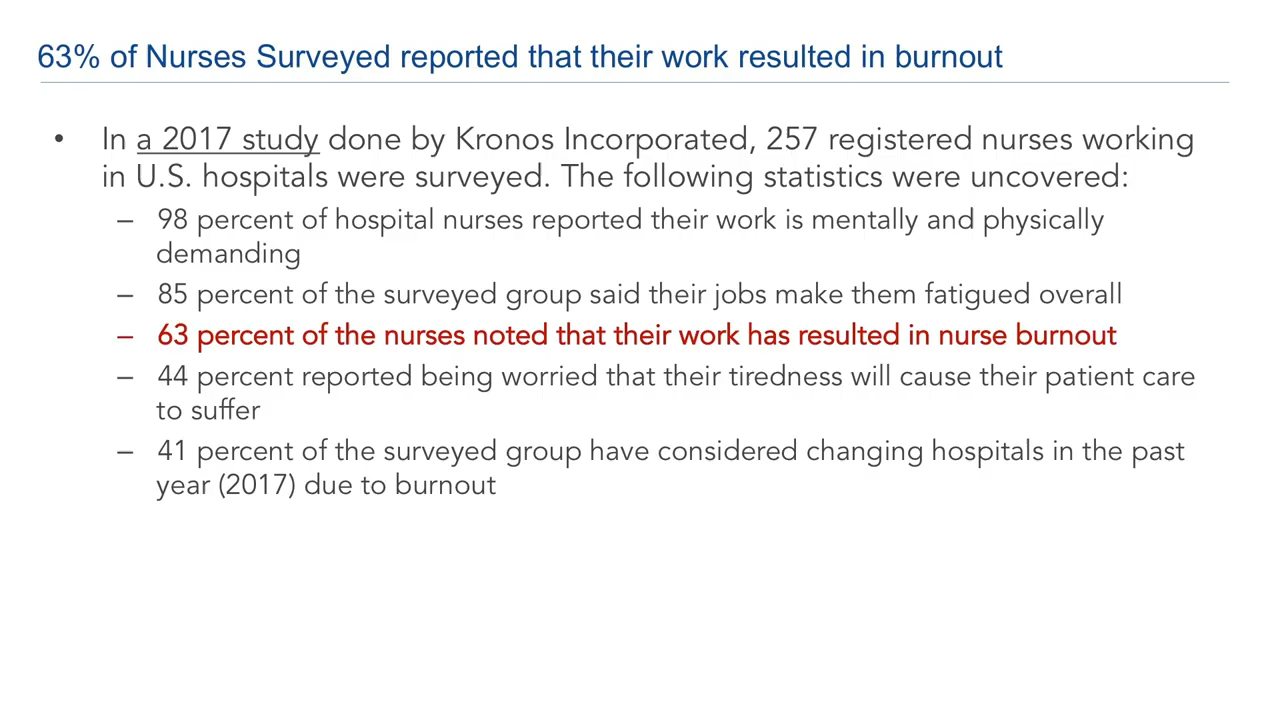 63% of Nurses Surveyed reported that their work resulted in burnout
• In a 2017 study done by Kronos Incorporated, 257 registered nurses working
in U.S. hospitals were surveyed. The following statistics were uncovered:
– 98 percent of hospital nurses reported their work is mentally and physically
demanding
– 85 percent of the surveyed group said their jobs make them fatigued overall
– 63 percent of the nurses noted that their work has resulted in nurse burnout
– 44 percent reported being worried that their tiredness will cause their patient care
to suffer
– 41 percent of the surveyed group have considered changing hospitals in the past
year (2017) due to burnout